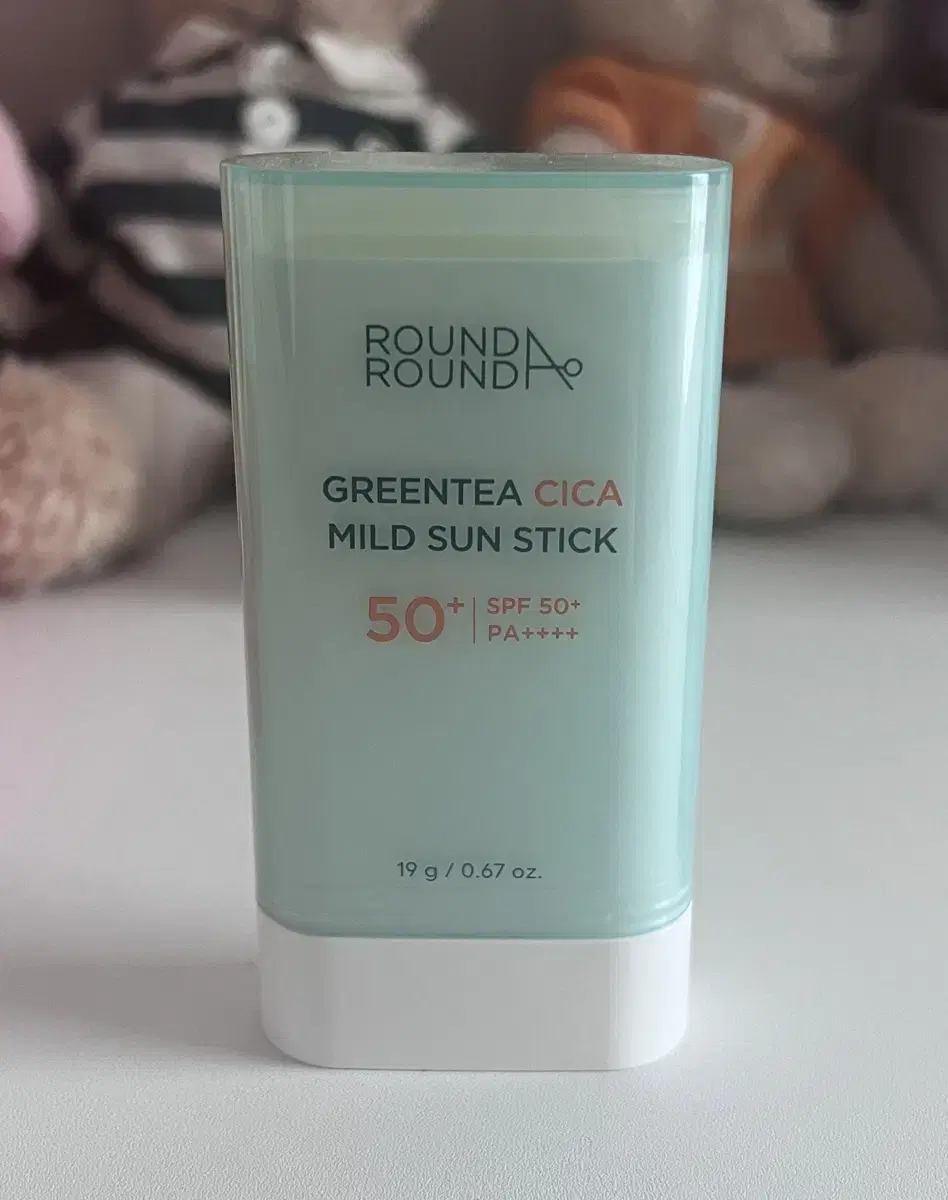 ROUND
ROUND A
GREENTEA CICA
MILD SUN STICK
50+
SPF 50+
PA++++
19 g / 0.67 oz.